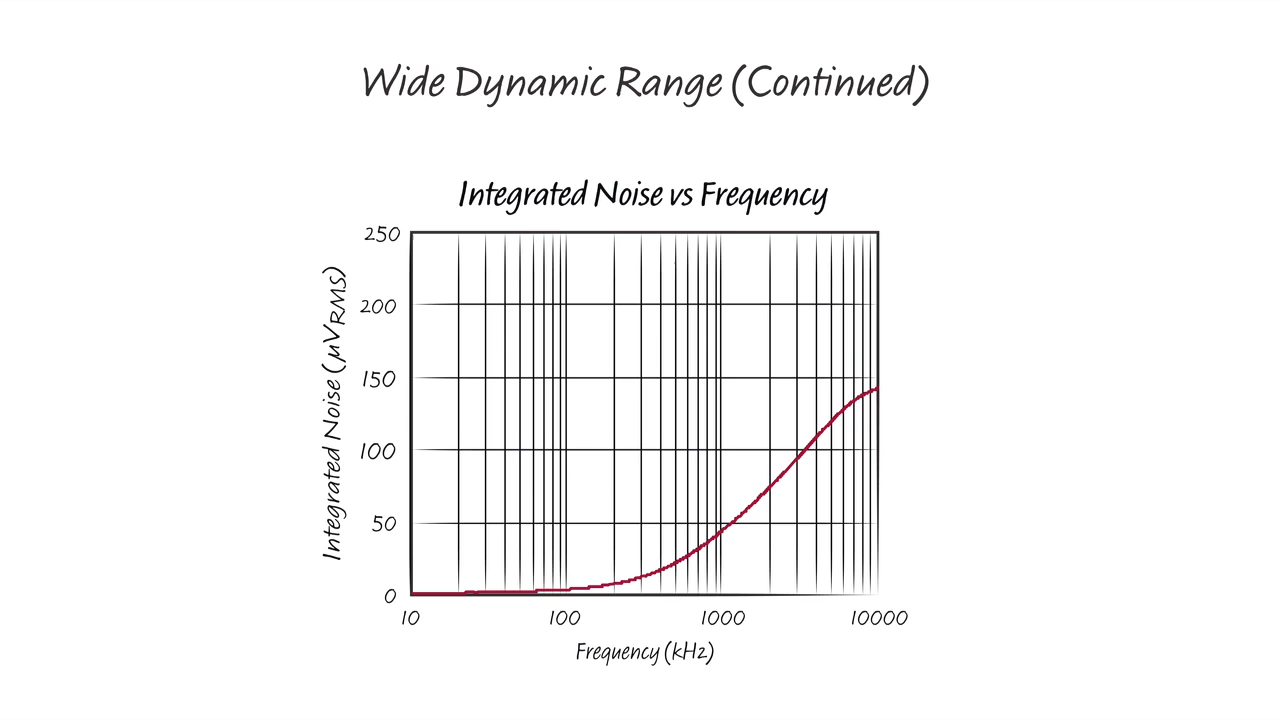 Wide Dynamic Range (Continued)
Integrated Noise vs Frequency
Integrated Noise (µVRMS)
250
200
150
100
50
0
10 100 1000 10000
Frequency (kHz)